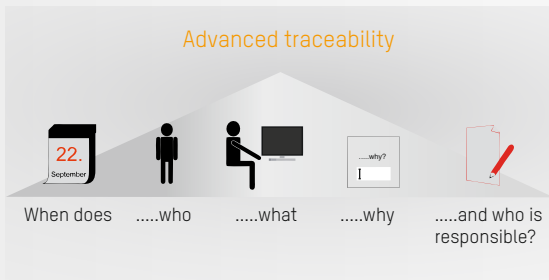 Advanced traceability
22.
September
.....why?
When does
.....who
.....what
.....why
.....and who is
responsible?